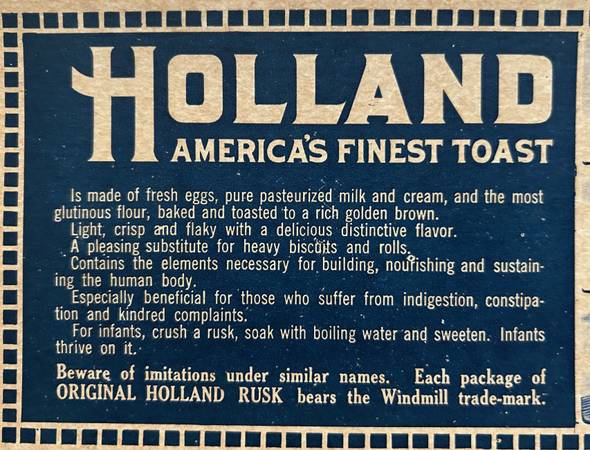 HOLLAND
AMERICA'S FINEST TOAST
Is made of fresh eggs, pure pasteurized milk and cream, and the most
glutinous flour, baked and toasted to a rich golden brown.
Light, crisp and flaky with a delicious distinctive flavor.
A pleasing substitute for heavy biscuits and rolls.
Contains the elements necessary for building, nourishing and sustain-
ing the human body.
Especially beneficial for those who suffer from indigestion, constipa-
tion and kindred complaints.
For infants, crush a rusk, soak with boiling water and sweeten. Infants
thrive on it.
Beware of imitations under similar names. Each package of
ORIGINAL HOLLAND RUSK bears the Windmill trade-mark.